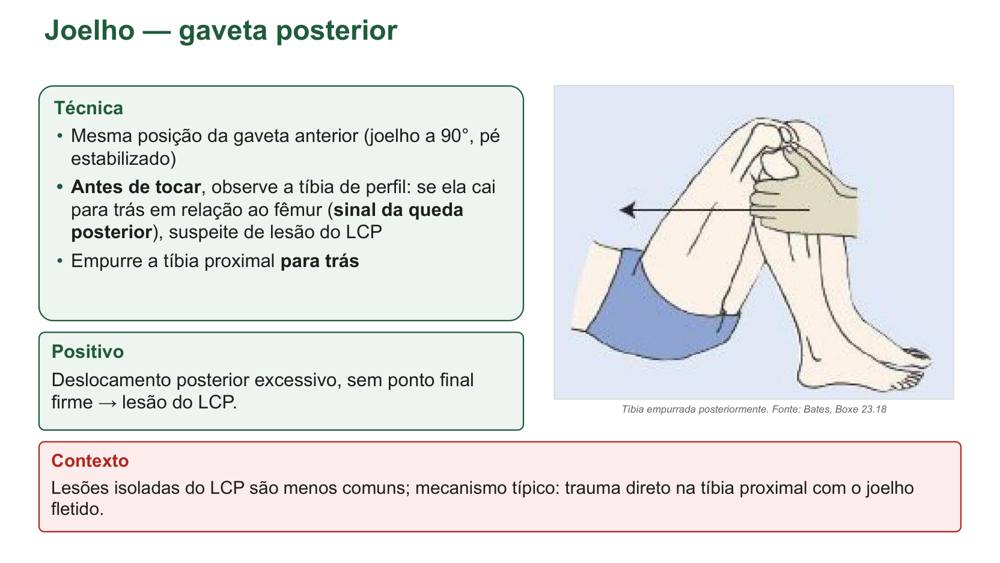 Joelho — gaveta posterior
Técnica
• Mesma posição da gaveta anterior (joelho a 90°, pé
estabilizado)
• Antes de tocar, observe a tíbia de perfil: se ela cai
para trás em relação ao fêmur (sinal da queda
posterior), suspeite de lesão do LCP
• Empurre a tíbia proximal para trás
Positivo
Deslocamento posterior excessivo, sem ponto final
firme → lesão do LCP.
Tíbia empurrada posteriormente. Fonte: Bates, Boxe 23.18
Contexto
Lesões isoladas do LCP são menos comuns; mecanismo típico: trauma direto na tíbia proximal com o joelho
fletido.